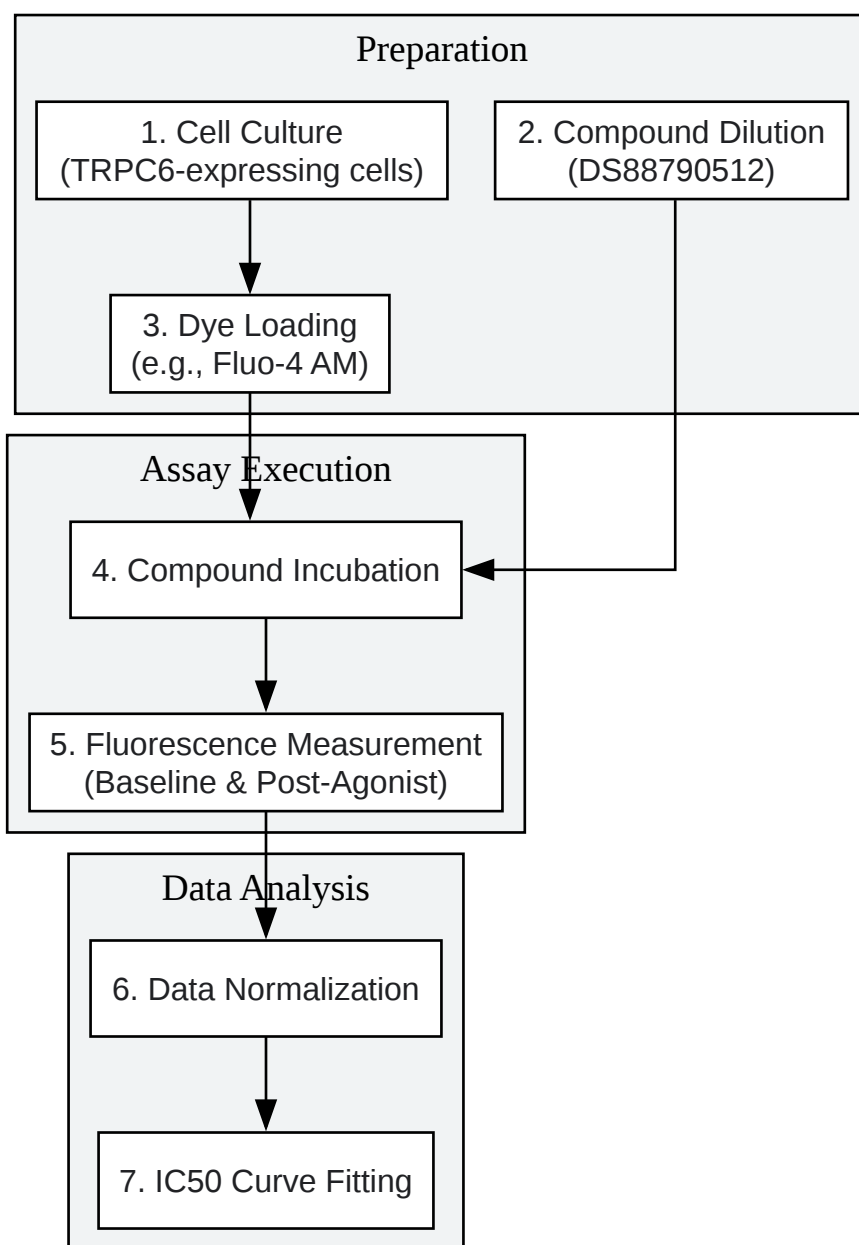 Preparation
1. Cell Culture
(TRPC6-expressing cells)
2. Compound Dilution
(DS88790512)
3. Dye Loading
(e.g., Fluo-4 AM)
Assay Execution
4. Compound Incubation
5. Fluorescence Measurement
(Baseline & Post-Agonist)
Data Analysis
6. Data Normalization
7. IC50 Curve Fitting